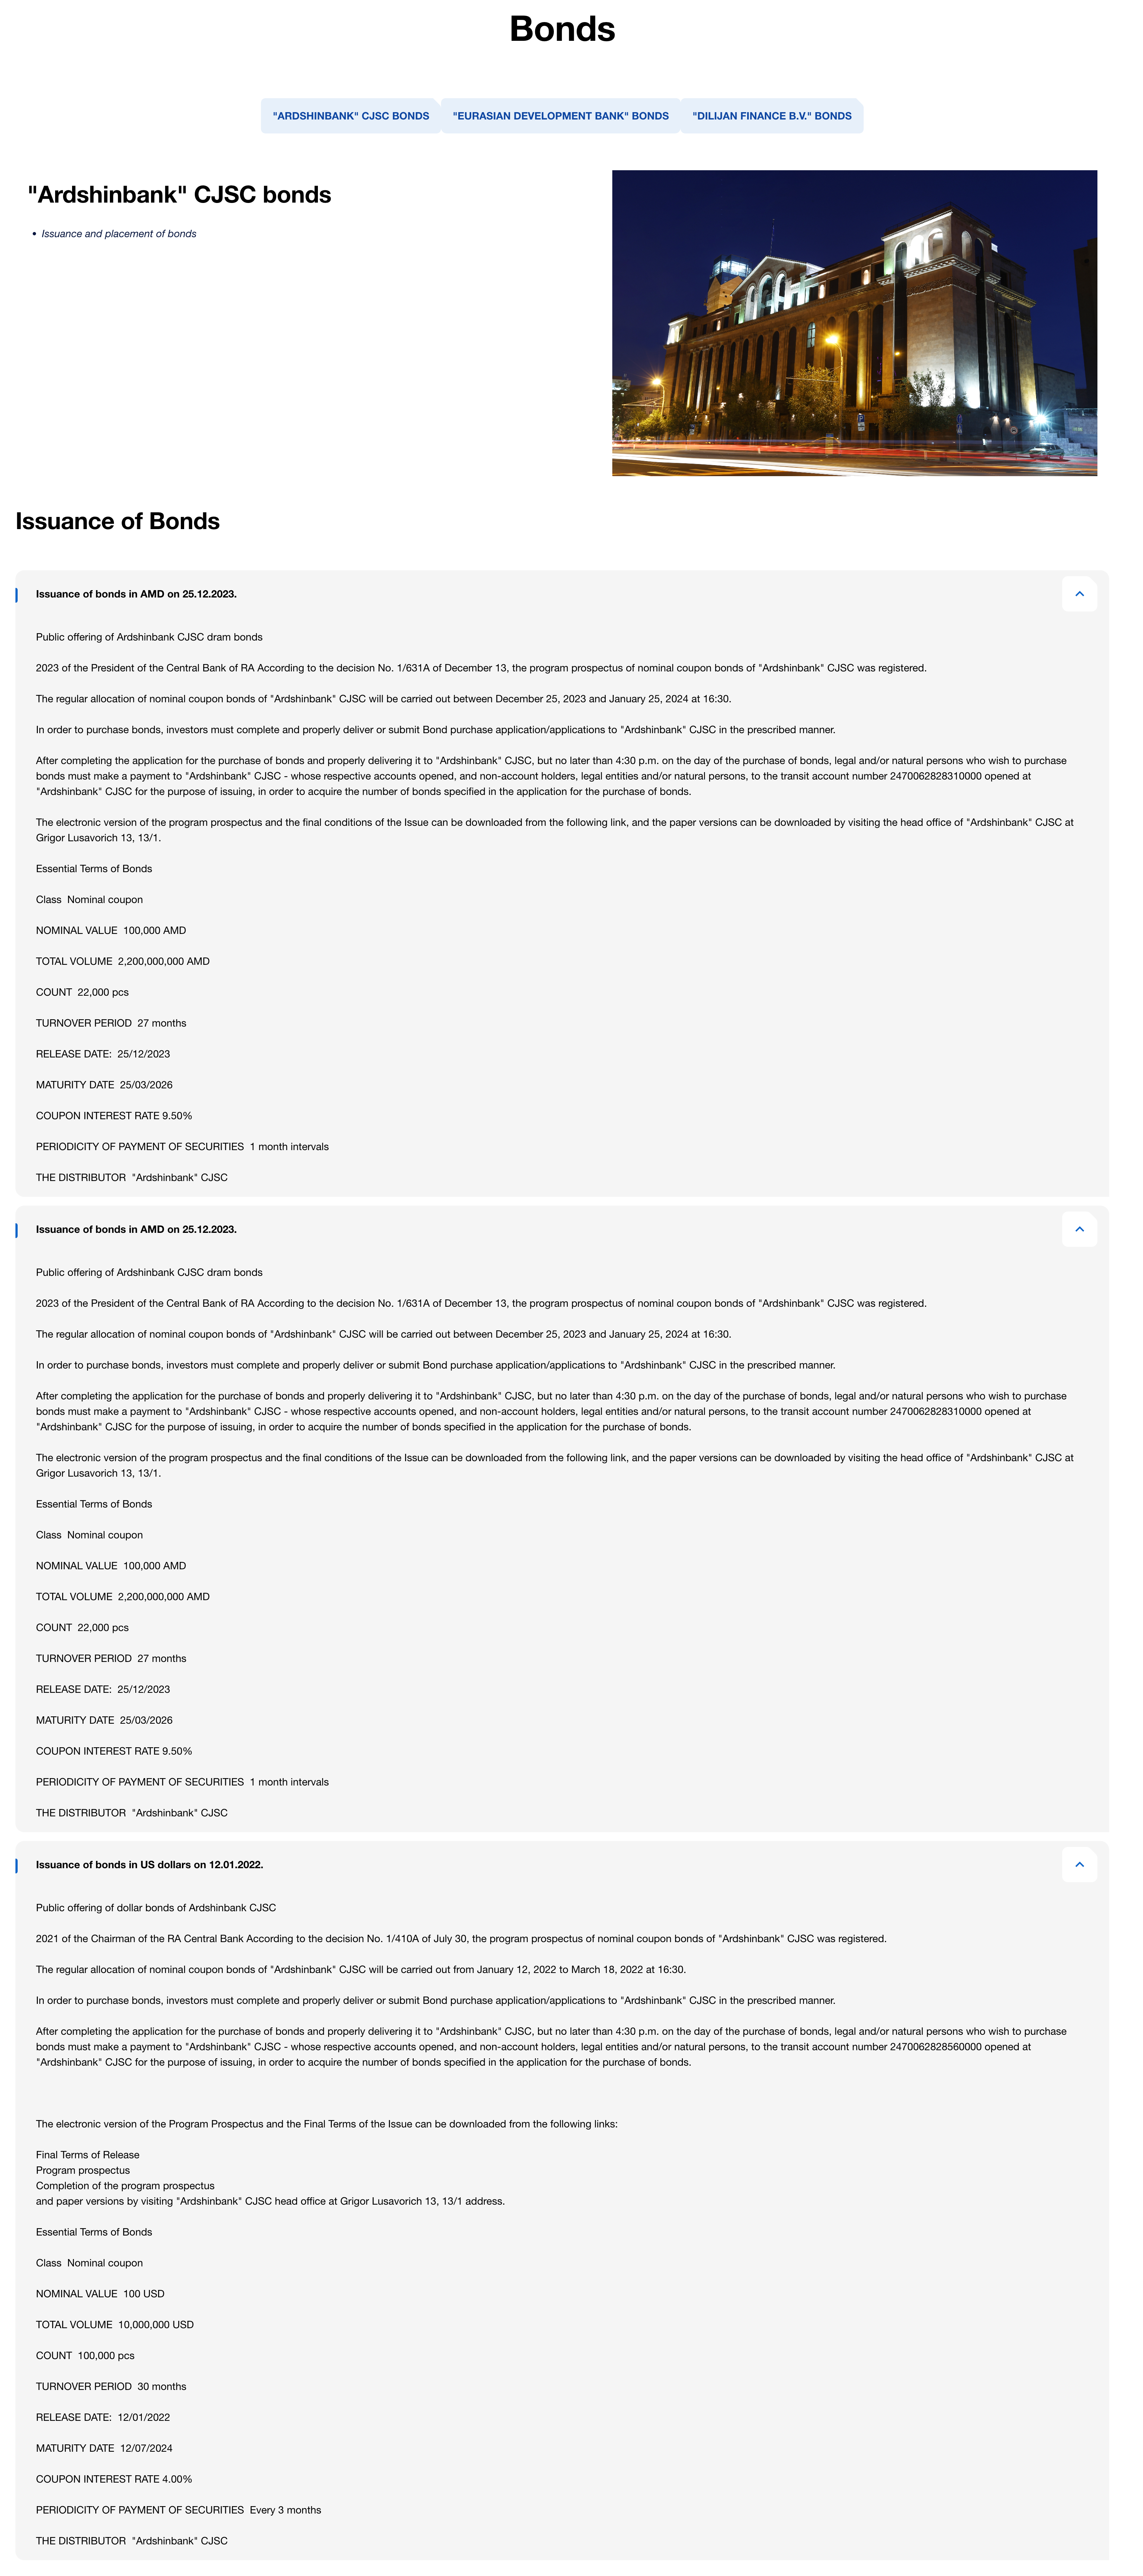 Bonds
"ARDSHINBANK" CJSC BONDS
"EURASIAN DEVELOPMENT BANK" BONDS
"DILIJAN FINANCE B.V." BONDS
"Ardshinbank" CJSC bonds
• Issuance and placement of bonds
Issuance of Bonds
Issuance of bonds in AMD on 25.12.2023.
Public offering of Ardshinbank CJSC dram bonds
2023 of the President of the Central Bank of RA According to the decision No. 1/631A of December 13, the program prospectus of nominal coupon bonds of "Ardshinbank" CJSC was registered.
The regular allocation of nominal coupon bonds of "Ardshinbank" CJSC will be carried out between December 25, 2023 and January 25, 2024 at 16:30.
In order to purchase bonds, investors must complete and properly deliver or submit Bond purchase application/applications to "Ardshinbank" CJSC in the prescribed manner.
After completing the application for the purchase of bonds and properly delivering it to "Ardshinbank" CJSC, but no later than 4:30 p.m. on the day of the purchase of bonds, legal and/or natural persons who wish to purchase
bonds must make a payment to "Ardshinbank" CJSC - whose respective accounts opened, and non-account holders, legal entities and/or natural persons, to the transit account number 2470062828310000 opened at
"Ardshinbank" CJSC for the purpose of issuing, in order to acquire the number of bonds specified in the application for the purchase of bonds.
The electronic version of the program prospectus and the final conditions of the Issue can be downloaded from the following link, and the paper versions can be downloaded by visiting the head office of "Ardshinbank" CJSC at
Grigor Lusavorich 13, 13/1.
Essential Terms of Bonds
Class  Nominal coupon
NOMINAL VALUE  100,000 AMD
TOTAL VOLUME  2,200,000,000 AMD
COUNT  22,000 pcs
TURNOVER PERIOD  27 months
RELEASE DATE:  25/12/2023
MATURITY DATE  25/03/2026
COUPON INTEREST RATE 9.50%
PERIODICITY OF PAYMENT OF SECURITIES  1 month intervals
THE DISTRIBUTOR  "Ardshinbank" CJSC
Issuance of bonds in AMD on 25.12.2023.
Public offering of Ardshinbank CJSC dram bonds
2023 of the President of the Central Bank of RA According to the decision No. 1/631A of December 13, the program prospectus of nominal coupon bonds of "Ardshinbank" CJSC was registered.
The regular allocation of nominal coupon bonds of "Ardshinbank" CJSC will be carried out between December 25, 2023 and January 25, 2024 at 16:30.
In order to purchase bonds, investors must complete and properly deliver or submit Bond purchase application/applications to "Ardshinbank" CJSC in the prescribed manner.
After completing the application for the purchase of bonds and properly delivering it to "Ardshinbank" CJSC, but no later than 4:30 p.m. on the day of the purchase of bonds, legal and/or natural persons who wish to purchase
bonds must make a payment to "Ardshinbank" CJSC - whose respective accounts opened, and non-account holders, legal entities and/or natural persons, to the transit account number 2470062828310000 opened at
"Ardshinbank" CJSC for the purpose of issuing, in order to acquire the number of bonds specified in the application for the purchase of bonds.
The electronic version of the program prospectus and the final conditions of the Issue can be downloaded from the following link, and the paper versions can be downloaded by visiting the head office of "Ardshinbank" CJSC at
Grigor Lusavorich 13, 13/1.
Essential Terms of Bonds
Class  Nominal coupon
NOMINAL VALUE  100,000 AMD
TOTAL VOLUME  2,200,000,000 AMD
COUNT  22,000 pcs
TURNOVER PERIOD  27 months
RELEASE DATE:  25/12/2023
MATURITY DATE  25/03/2026
COUPON INTEREST RATE 9.50%
PERIODICITY OF PAYMENT OF SECURITIES  1 month intervals
THE DISTRIBUTOR  "Ardshinbank" CJSC
Issuance of bonds in US dollars on 12.01.2022.
Public offering of dollar bonds of Ardshinbank CJSC
2021 of the Chairman of the RA Central Bank According to the decision No. 1/410A of July 30, the program prospectus of nominal coupon bonds of "Ardshinbank" CJSC was registered.
The regular allocation of nominal coupon bonds of "Ardshinbank" CJSC will be carried out from January 12, 2022 to March 18, 2022 at 16:30.
In order to purchase bonds, investors must complete and properly deliver or submit Bond purchase application/applications to "Ardshinbank" CJSC in the prescribed manner.
After completing the application for the purchase of bonds and properly delivering it to "Ardshinbank" CJSC, but no later than 4:30 p.m. on the day of the purchase of bonds, legal and/or natural persons who wish to purchase
bonds must make a payment to "Ardshinbank" CJSC - whose respective accounts opened, and non-account holders, legal entities and/or natural persons, to the transit account number 2470062828560000 opened at
"Ardshinbank" CJSC for the purpose of issuing, in order to acquire the number of bonds specified in the application for the purchase of bonds.
The electronic version of the Program Prospectus and the Final Terms of the Issue can be downloaded from the following links:
Final Terms of Release
Program prospectus
Completion of the program prospectus
and paper versions by visiting "Ardshinbank" CJSC head office at Grigor Lusavorich 13, 13/1 address.
Essential Terms of Bonds
Class  Nominal coupon
NOMINAL VALUE  100 USD
TOTAL VOLUME  10,000,000 USD
COUNT  100,000 pcs
TURNOVER PERIOD  30 months
RELEASE DATE:  12/01/2022
MATURITY DATE  12/07/2024
COUPON INTEREST RATE 4.00%
PERIODICITY OF PAYMENT OF SECURITIES  Every 3 months
THE DISTRIBUTOR  "Ardshinbank" CJSC